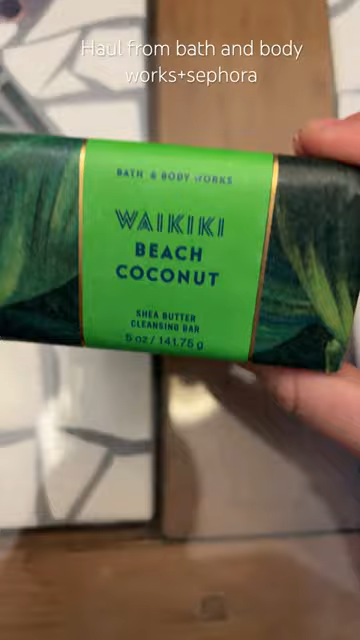 Haul from bath and body
works+sephora
BATH & BODY WORKS
WAIKIKI
BEACH
COCONUT
SHEA BUTTER
CLEANSING BAR
5 oz / 141.75 g